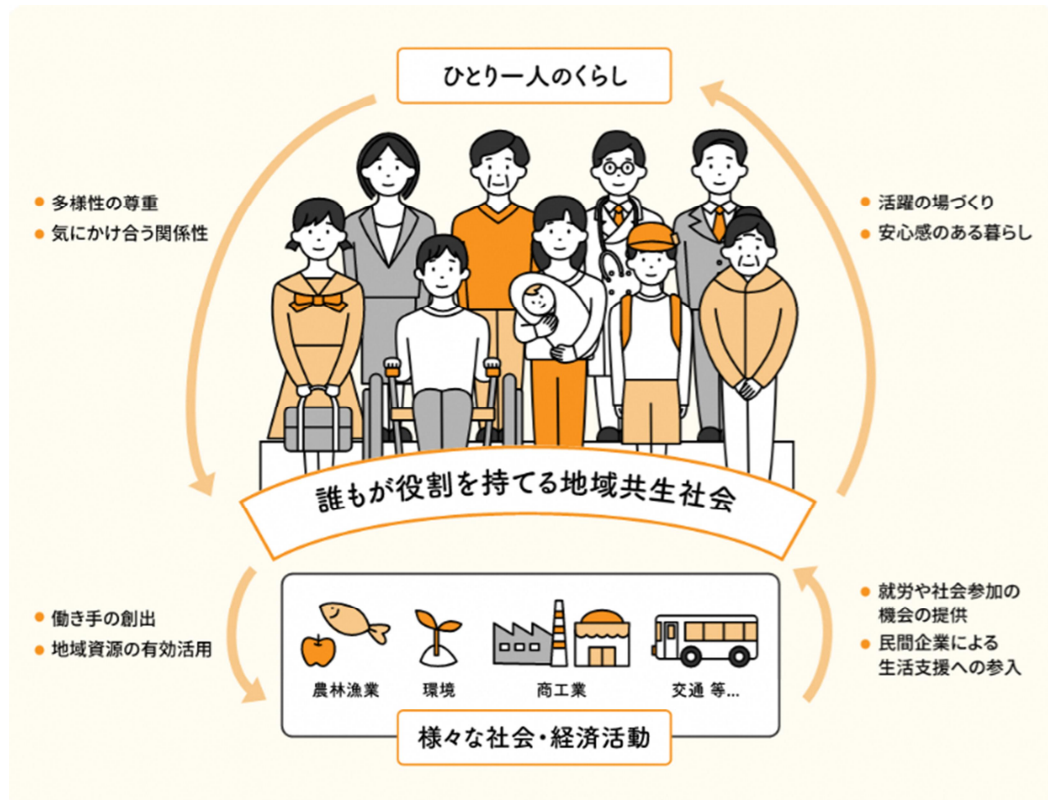 ひとり一人のくらし
多様性の尊重
気にかけ合う関係性
活躍の場づくり
安心感のある暮らし
誰もが役割を持てる地域共生社会
働き手の創出
地域資源の有効活用
就労や社会参加の
機会の提供
民間企業による
生活支援への参入
農林漁業
環境
商工業
交通 等...
様々な社会・経済活動